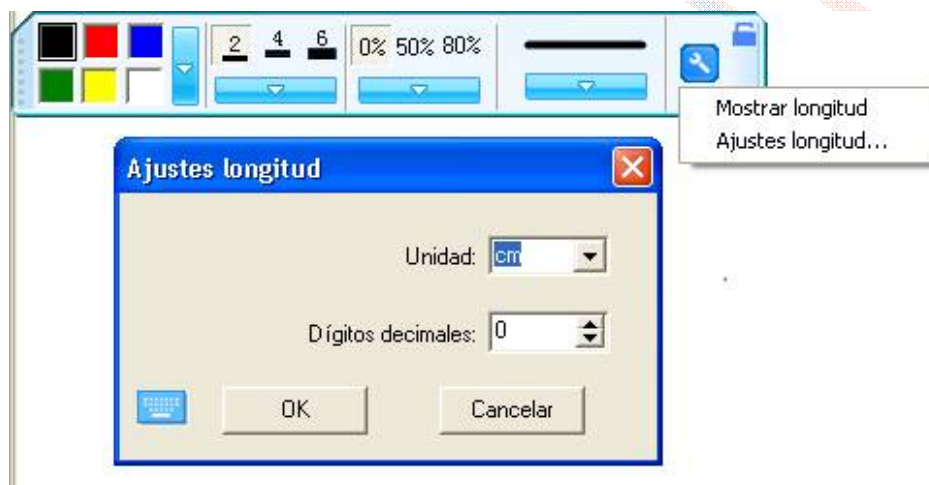 2 4 6 0% 50% 80%
Mostrar longitud
Ajustes longitud...
Ajustes longitud
Unidad: cm
Dígitos decimales: 0
OK Cancelar